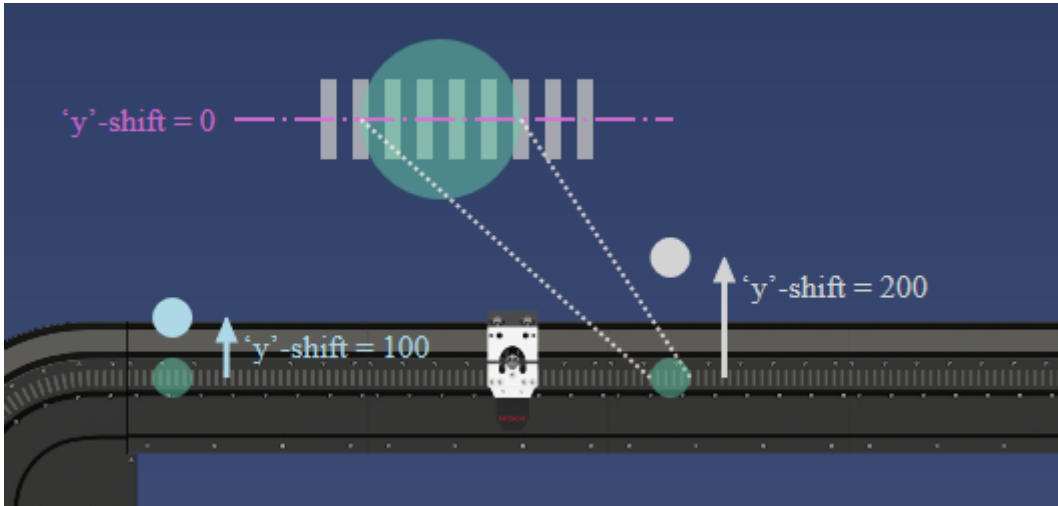 ‘y’-shift = 0
‘y’-shift = 200
‘y’-shift = 100